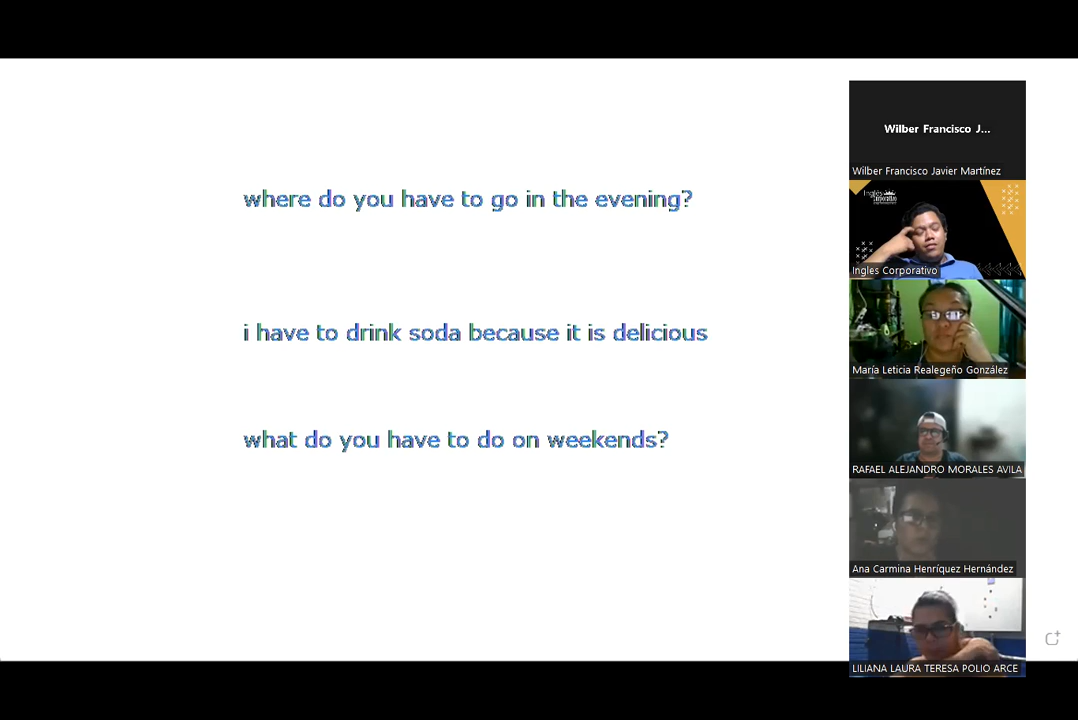 where do you have to go in the evening?
i have to drink soda because it is delicious
what do you have to do on weekends?
Wilber Francisco J...
Wilber Francisco Javier Martínez
Inglés
Corporativo
Ingles Corporativo
María Leticia Realegeño González
RAFAEL ALEJANDRO MORALES AVILA
Ana Carmina Henríquez Hernández
LILIANA LAURA TERESA POLIO ARCE